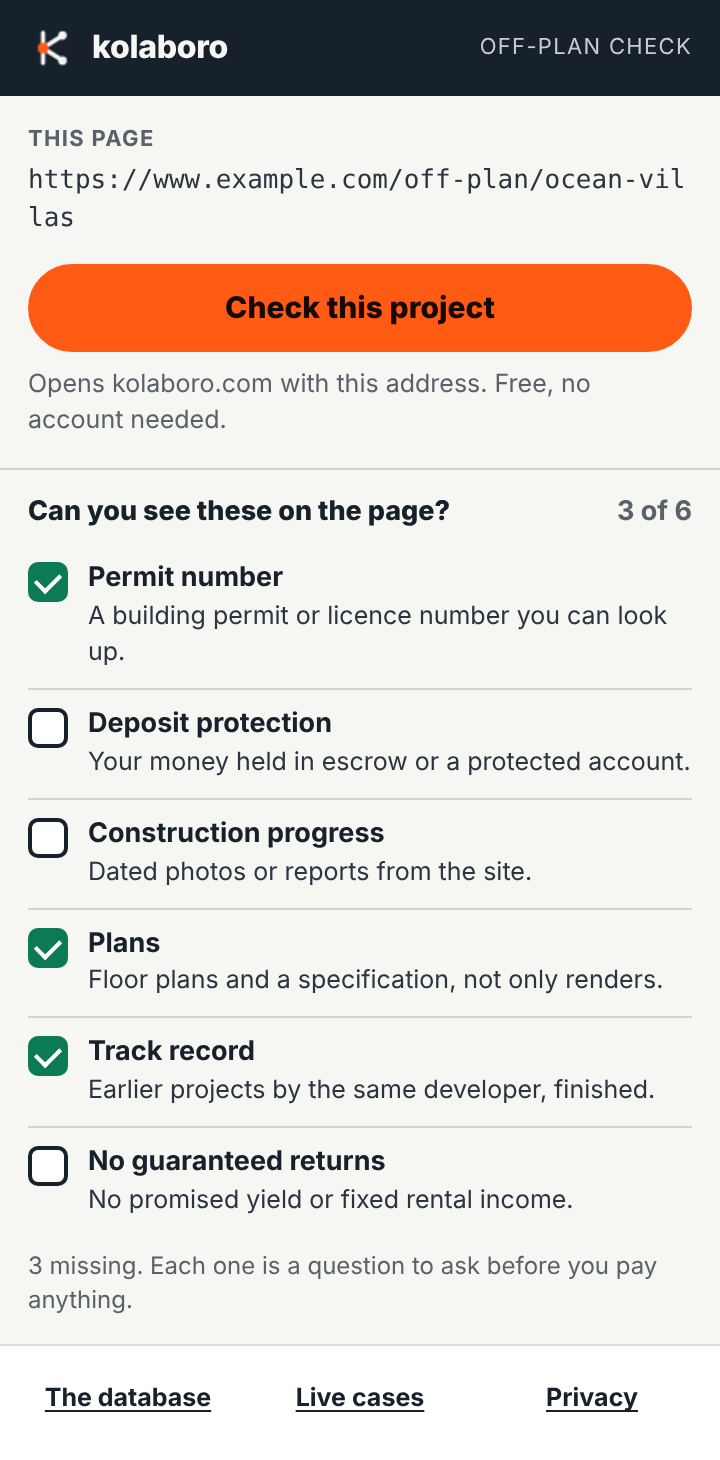 kolaboro
OFF-PLAN CHECK
THIS PAGE
https://www.example.com/off-plan/ocean-vil
las
Check this project
Opens kolaboro.com with this address. Free, no
account needed.
Can you see these on the page?
3 of 6
Permit number
A building permit or licence number you can look
up.
Deposit protection
Your money held in escrow or a protected account.
Construction progress
Dated photos or reports from the site.
Plans
Floor plans and a specification, not only renders.
Track record
Earlier projects by the same developer, finished.
No guaranteed returns
No promised yield or fixed rental income.
3 missing. Each one is a question to ask before you pay
anything.
The database
Live cases
Privacy